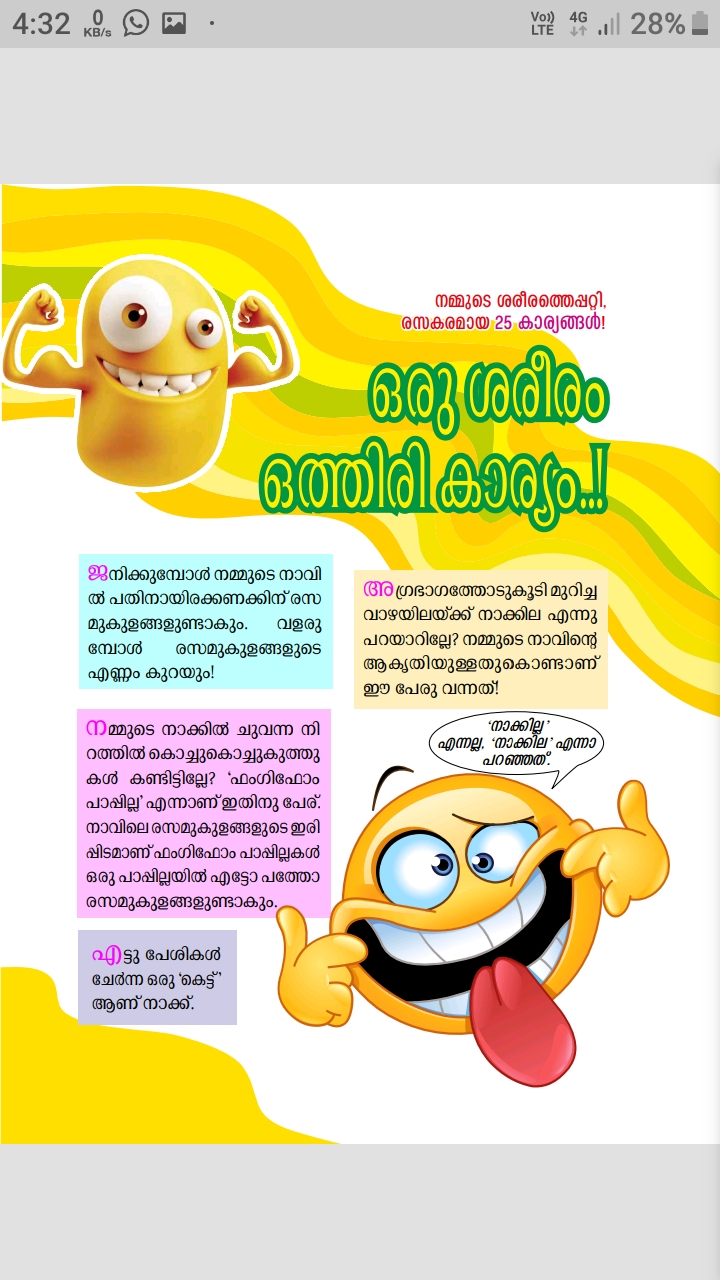 4:32
0
KB/s
Vo))
LTE
4G
28%
നമ്മുടെ ശരീരത്തെപ്പറ്റി,
രസകരമായ 25 കാര്യങ്ങൾ!
ഒരു ശരീരം
ഒത്തിരി കാര്യം..!
ജനിക്കുമ്പോൾ നമ്മുടെ നാവി
ൽ പതിനായിരക്കണക്കിന് രസ
മുകുളങ്ങളുണ്ടാകും. വളരു
മ്പോൾ രസമുകുളങ്ങളുടെ
എണ്ണം കുറയും!
അഗ്രഭാഗത്തോടുകൂടി മുറിച്ച
വാഴയിലയ്ക്ക് നാക്കില എന്നു
പറയാറില്ലേ? നമ്മുടെ നാവിന്റെ
ആകൃതിയുള്ളതുകൊണ്ടാണ്
ഈ പേരു വന്നത്!
നമ്മുടെ നാക്കിൽ ചുവന്ന നി
റത്തിൽ കൊച്ചുകൊച്ചുകുത്തു
കൾ കണ്ടിട്ടില്ലേ? ‘ഫംഗിഫോം
പാപ്പില്ല’ എന്നാണ് ഇതിനു പേര്.
നാവിലെ രസമുകുളങ്ങളുടെ ഇരി
പ്പിടമാണ് ഫംഗിഫോം പാപ്പില്ലകൾ
ഒരു പാപ്പില്ലയിൽ എട്ടോ പത്തോ
രസമുകുളങ്ങളുണ്ടാകും.
‘നാക്കില്ല’
എന്നല്ല, ‘നാക്കില’ എന്നാ
പറഞ്ഞത്.
എട്ടു പേശികൾ
ചേർന്ന ഒരു ‘കെട്ട്’
ആണ് നാക്ക്.